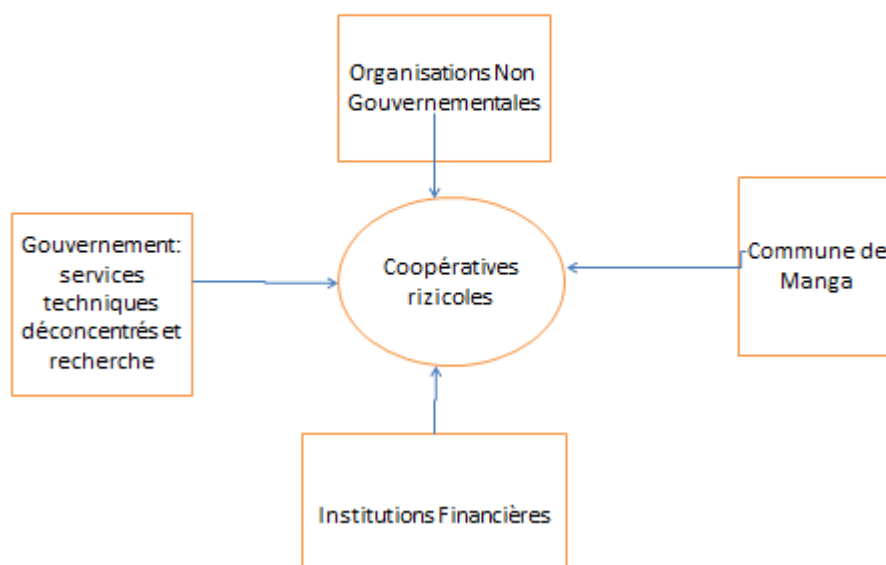 Organisations Non
Gouvernementales
Gouvernement:
services
techniques
déconcentrés et
recherche
Coopératives
rizicoles
Commune de
Manga
Institutions Financières